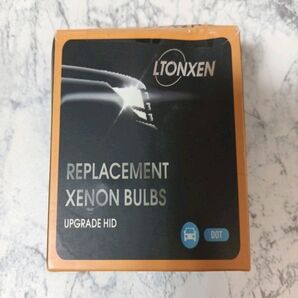 LTONXEN
REPLACEMENT
XENON BULBS
UPGRADE HID
DOT